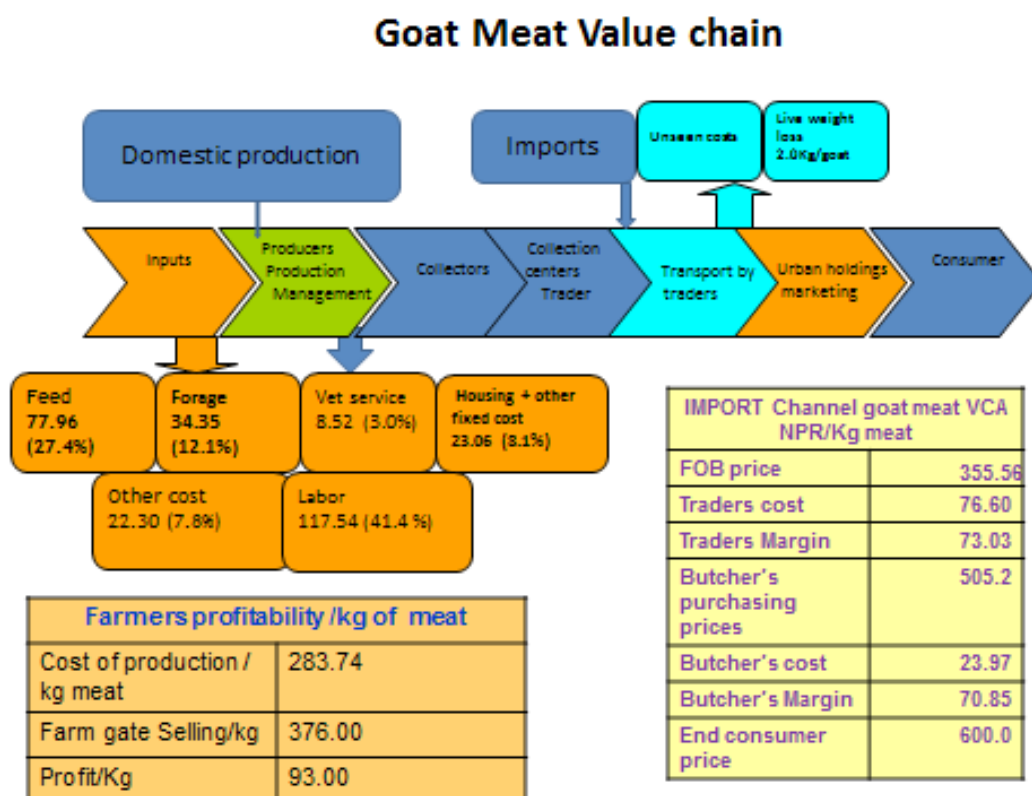 Goat Meat Value chain
Domestic production
Imports
Unseen costs
Live weight
loss
2.0Kg/goat
Inputs
Producers
Production
Management
Collectors
Collection
centers
Trader
Transport by
traders
Urban holdings
marketing
Consumer
Feed
77.96
(27.4%)
Forage
34.35
(12.1%)
Vet service
8.52 (3.0%)
Housing + other
fixed cost
23.06 (8.1%)
Other cost
22.30 (7.8%)
Labor
117.54 (41.4 %)
Farmers profitability /kg of meat
Cost of production / 283.74
kg meat
Farm gate Selling/kg 376.00
Profit/Kg 93.00
IMPORT Channel goat meat VCA
NPR/Kg meat
FOB price 355.56
Traders cost 76.60
Traders Margin 73.03
Butcher's 505.2
purchasing
prices
Butcher's cost 23.97
Butcher's Margin 70.85
End consumer 600.0
price